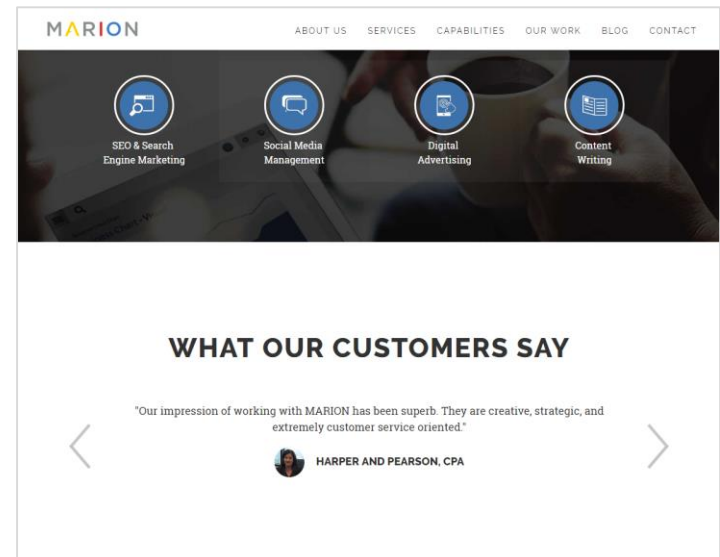 MARION
ABOUT US SERVICES CAPABILITIES OUR WORK BLOG CONTACT
SEO & Search
Engine Marketing
Social Media
Management
Digital
Advertising
Content
Writing
WHAT OUR CUSTOMERS SAY
"Our impression of working with MARION has been superb. They are creative, strategic, and
extremely customer service oriented."
HARPER AND PEARSON, CPA